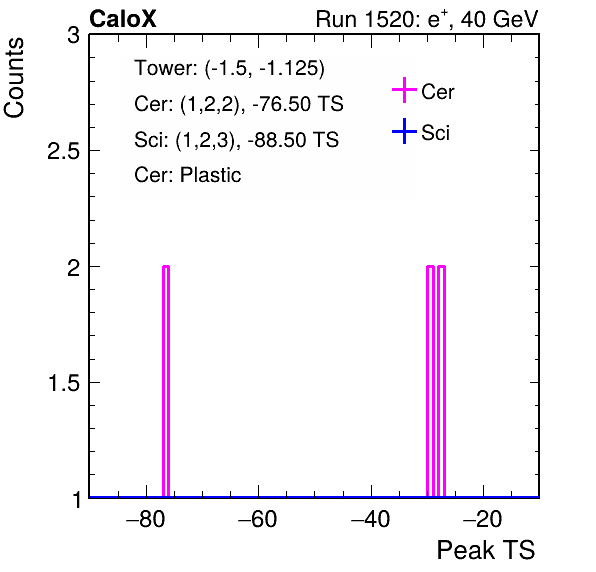 CaloX Run 1520: e⁺, 40 GeV
Counts
3
2.5
2
1.5
1
Tower: (-1.5, -1.125)
Cer: (1,2,2), -76.50 TS
Sci: (1,2,3), -88.50 TS
Cer: Plastic
Cer
Sci
−80 −60 −40 −20
Peak TS